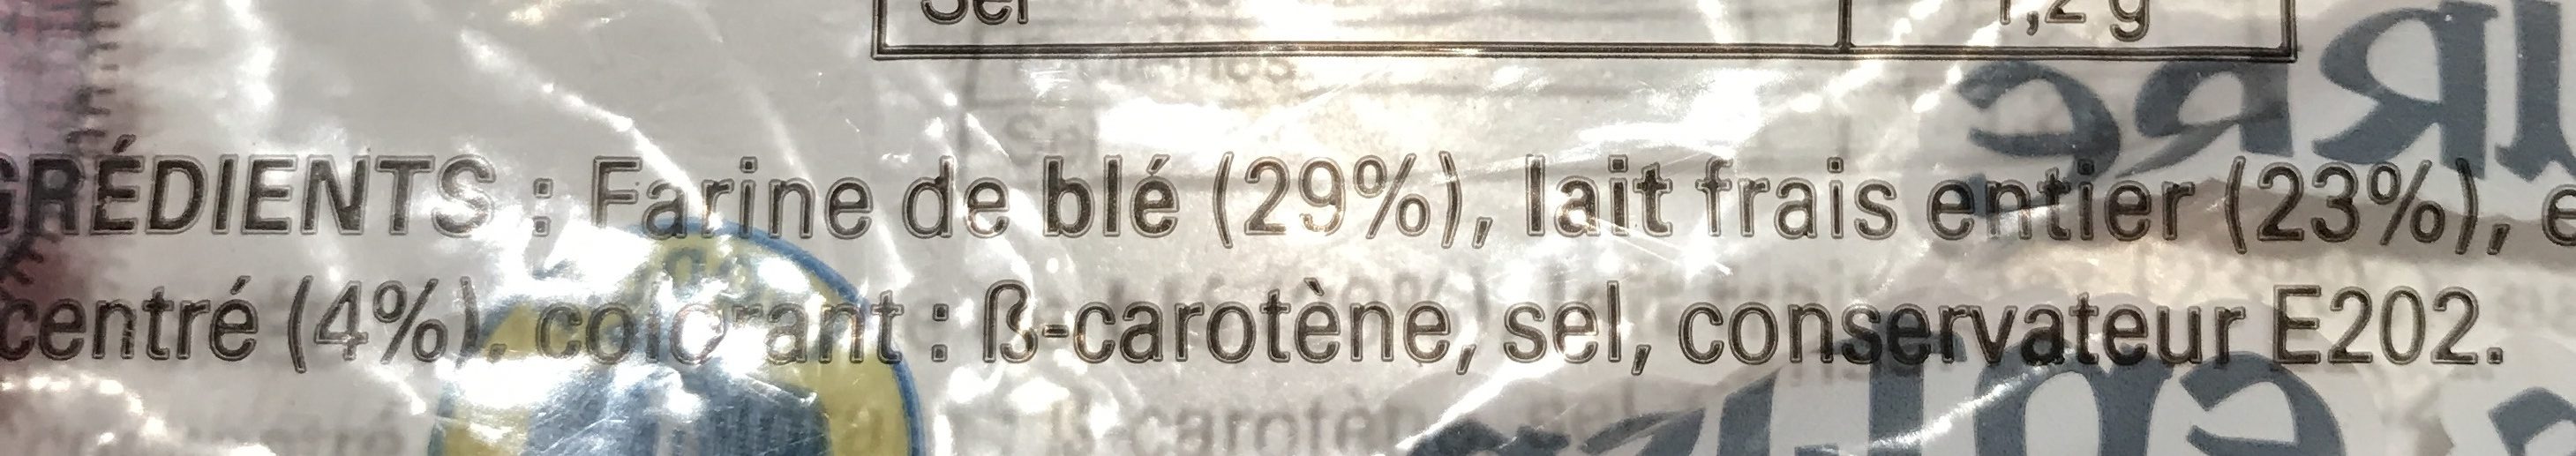 Sel 1,2 g
GRÉDIENTS : Farine de blé (29%), lait frais entier (23%), e
centré (4%), colorant : ß-carotène, sel, conservateur E202.